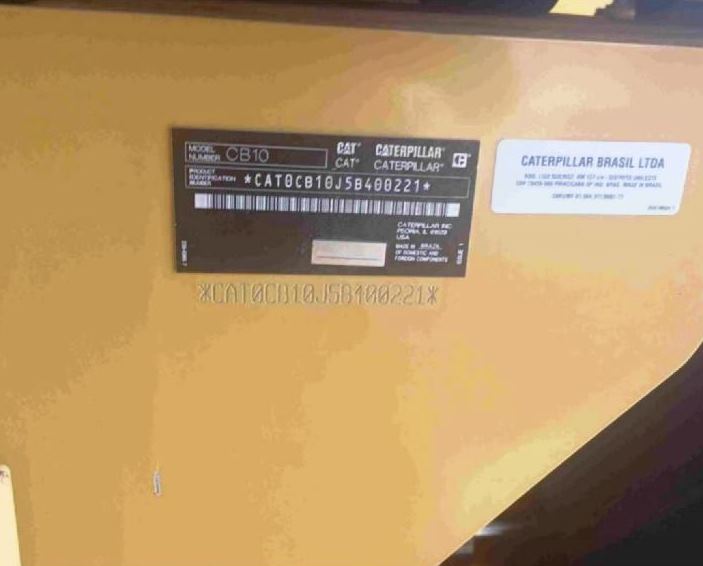 MODEL NUMBER CB10
CAT® CATERPILLAR®
CAT® CATERPILLAR®
PRODUCT IDENTIFICATION NUMBER *CAT0CB10J5B400221*
CATERPILLAR INC.
PEORIA, IL 61629
USA
MADE IN BRAZIL
OF DOMESTIC AND
FOREIGN COMPONENTS
*CAT0CB10J5B400221*
CATERPILLAR BRASIL LTDA